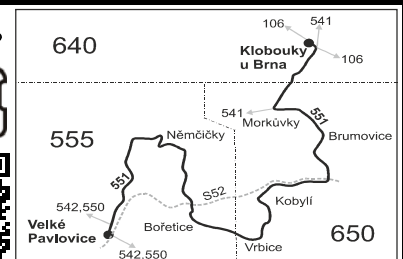 640
106
541
Klobouky
u Brna
106
541
Morkůvky
551
Brumovice
555
Němčičky
551
S52
Kobylí
542,550
Velké
Pavlovice
Bořetice
Vrbice
650
542,550